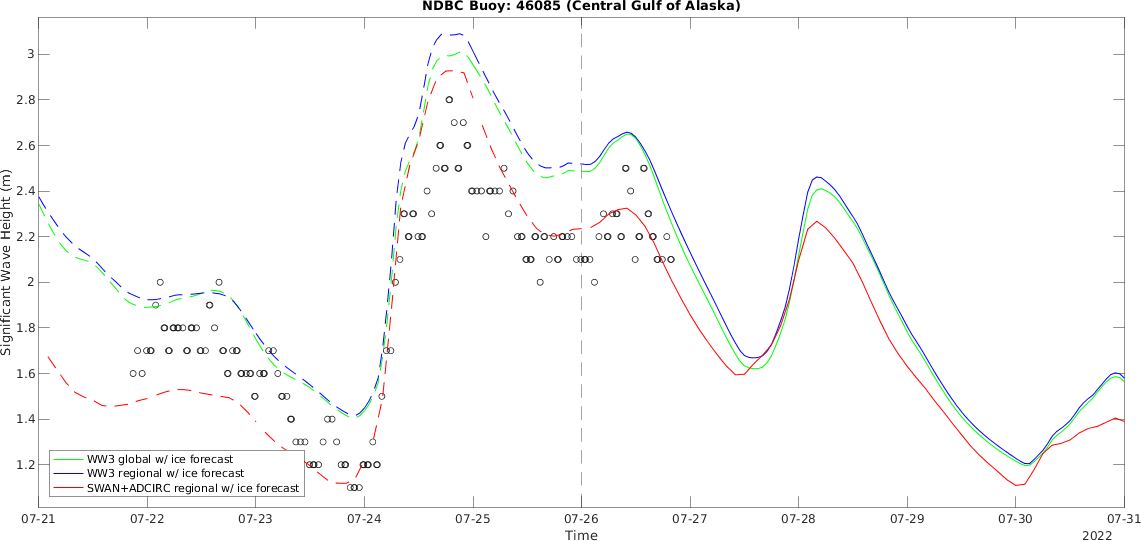 NDBC Buoy: 46085 (Central Gulf of Alaska)
3
2.8
2.6
2.4
2.2
2
1.8
1.6
1.4
1.2
Significant Wave Height (m)
WW3 global w/ ice forecast
WW3 regional w/ ice forecast
SWAN+ADCIRC regional w/ ice forecast
07-21 07-22 07-23 07-24 07-25 07-26 07-27 07-28 07-29 07-30 07-31
Time
2022